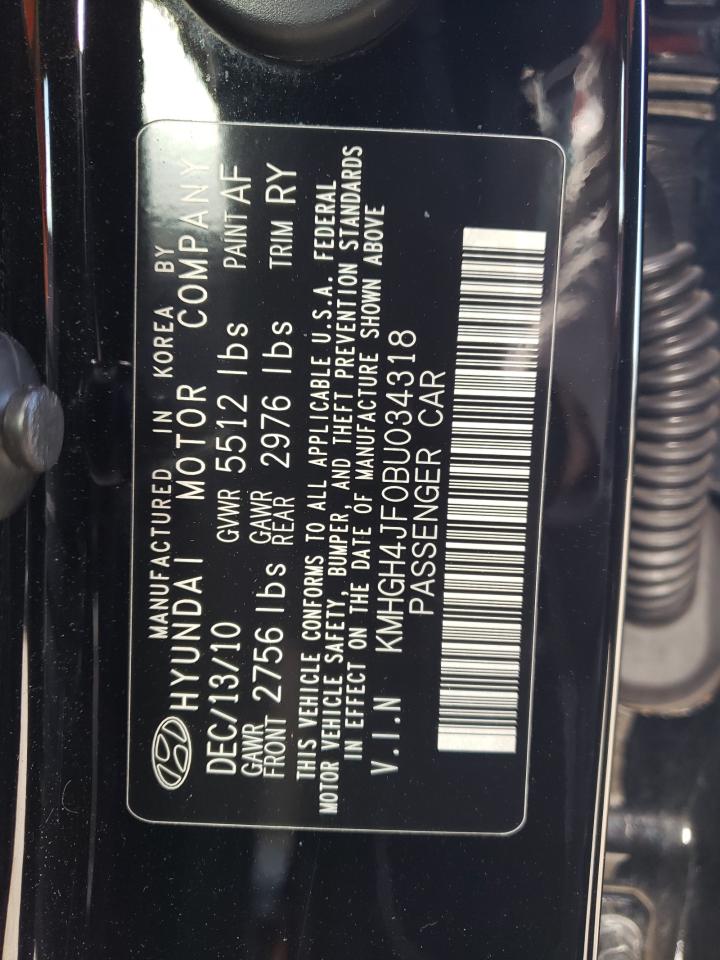 MANUFACTURED IN KOREA BY
HYUNDAI MOTOR COMPANY
DEC/13/10 GVWR 5512 lbs PAINT AF
GAWR FRONT 2756 lbs GAWR REAR 2976 lbs TRIM RY
THIS VEHICLE CONFORMS TO ALL APPLICABLE U.S.A. FEDERAL
MOTOR VEHICLE SAFETY, BUMPER, AND THEFT PREVENTION STANDARDS
IN EFFECT ON THE DATE OF MANUFACTURE SHOWN ABOVE
V.I.N KMHGH4JF0BU034318
PASSENGER CAR